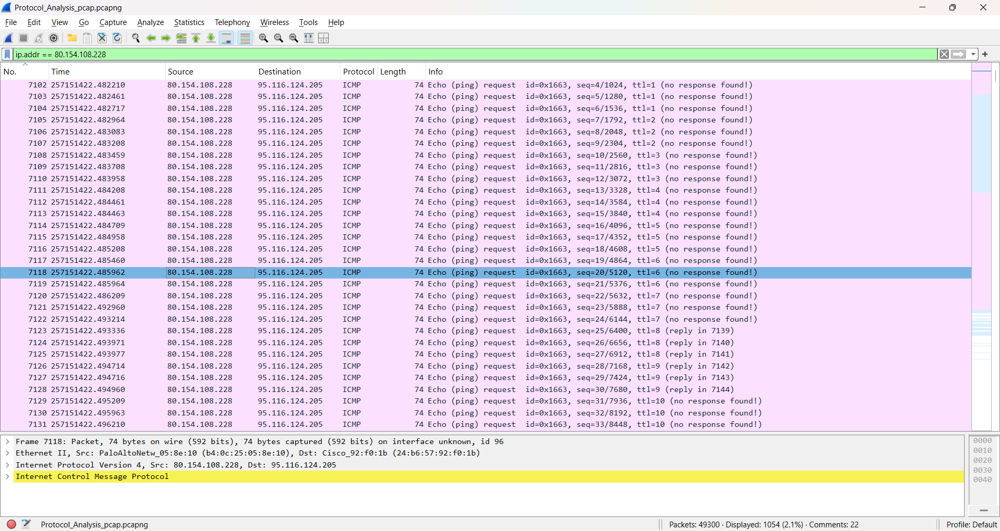 Protocol_Analysis_pcap.pcapng
File Edit View Go Capture Analyze Statistics Telephony Wireless Tools Help
ip.addr == 80.154.108.228
No. Time Source Destination Protocol Length Info
7102 257151422.482210 80.154.108.228 95.116.124.205 ICMP 74 Echo (ping) request id=0x1663, seq=4/1024, ttl=1 (no response found!)
7103 257151422.482461 80.154.108.228 95.116.124.205 ICMP 74 Echo (ping) request id=0x1663, seq=5/1280, ttl=1 (no response found!)
7104 257151422.482717 80.154.108.228 95.116.124.205 ICMP 74 Echo (ping) request id=0x1663, seq=6/1536, ttl=1 (no response found!)
7105 257151422.482964 80.154.108.228 95.116.124.205 ICMP 74 Echo (ping) request id=0x1663, seq=7/1792, ttl=2 (no response found!)
7106 257151422.483083 80.154.108.228 95.116.124.205 ICMP 74 Echo (ping) request id=0x1663, seq=8/2048, ttl=2 (no response found!)
7107 257151422.483208 80.154.108.228 95.116.124.205 ICMP 74 Echo (ping) request id=0x1663, seq=9/2304, ttl=2 (no response found!)
7108 257151422.483459 80.154.108.228 95.116.124.205 ICMP 74 Echo (ping) request id=0x1663, seq=10/2560, ttl=3 (no response found!)
7109 257151422.483708 80.154.108.228 95.116.124.205 ICMP 74 Echo (ping) request id=0x1663, seq=11/2816, ttl=3 (no response found!)
7110 257151422.483958 80.154.108.228 95.116.124.205 ICMP 74 Echo (ping) request id=0x1663, seq=12/3072, ttl=3 (no response found!)
7111 257151422.484208 80.154.108.228 95.116.124.205 ICMP 74 Echo (ping) request id=0x1663, seq=13/3328, ttl=4 (no response found!)
7112 257151422.484461 80.154.108.228 95.116.124.205 ICMP 74 Echo (ping) request id=0x1663, seq=14/3584, ttl=4 (no response found!)
7113 257151422.484463 80.154.108.228 95.116.124.205 ICMP 74 Echo (ping) request id=0x1663, seq=15/3840, ttl=4 (no response found!)
7114 257151422.484709 80.154.108.228 95.116.124.205 ICMP 74 Echo (ping) request id=0x1663, seq=16/4096, ttl=5 (no response found!)
7115 257151422.484958 80.154.108.228 95.116.124.205 ICMP 74 Echo (ping) request id=0x1663, seq=17/4352, ttl=5 (no response found!)
7116 257151422.485208 80.154.108.228 95.116.124.205 ICMP 74 Echo (ping) request id=0x1663, seq=18/4608, ttl=5 (no response found!)
7117 257151422.485460 80.154.108.228 95.116.124.205 ICMP 74 Echo (ping) request id=0x1663, seq=19/4864, ttl=6 (no response found!)
7118 257151422.485962 80.154.108.228 95.116.124.205 ICMP 74 Echo (ping) request id=0x1663, seq=20/5120, ttl=6 (no response found!)
7119 257151422.485964 80.154.108.228 95.116.124.205 ICMP 74 Echo (ping) request id=0x1663, seq=21/5376, ttl=6 (no response found!)
7120 257151422.486209 80.154.108.228 95.116.124.205 ICMP 74 Echo (ping) request id=0x1663, seq=22/5632, ttl=7 (no response found!)
7121 257151422.492960 80.154.108.228 95.116.124.205 ICMP 74 Echo (ping) request id=0x1663, seq=23/5888, ttl=7 (no response found!)
7122 257151422.493214 80.154.108.228 95.116.124.205 ICMP 74 Echo (ping) request id=0x1663, seq=24/6144, ttl=7 (no response found!)
7123 257151422.493336 80.154.108.228 95.116.124.205 ICMP 74 Echo (ping) request id=0x1663, seq=25/6400, ttl=8 (reply in 7139)
7124 257151422.493971 80.154.108.228 95.116.124.205 ICMP 74 Echo (ping) request id=0x1663, seq=26/6656, ttl=8 (reply in 7140)
7125 257151422.493977 80.154.108.228 95.116.124.205 ICMP 74 Echo (ping) request id=0x1663, seq=27/6912, ttl=8 (reply in 7141)
7126 257151422.494714 80.154.108.228 95.116.124.205 ICMP 74 Echo (ping) request id=0x1663, seq=28/7168, ttl=9 (reply in 7142)
7127 257151422.494716 80.154.108.228 95.116.124.205 ICMP 74 Echo (ping) request id=0x1663, seq=29/7424, ttl=9 (reply in 7143)
7128 257151422.494960 80.154.108.228 95.116.124.205 ICMP 74 Echo (ping) request id=0x1663, seq=30/7680, ttl=9 (reply in 7144)
7129 257151422.495209 80.154.108.228 95.116.124.205 ICMP 74 Echo (ping) request id=0x1663, seq=31/7936, ttl=10 (no response found!)
7130 257151422.495963 80.154.108.228 95.116.124.205 ICMP 74 Echo (ping) request id=0x1663, seq=32/8192, ttl=10 (no response found!)
7131 257151422.496210 80.154.108.228 95.116.124.205 ICMP 74 Echo (ping) request id=0x1663, seq=33/8448, ttl=10 (no response found!)
Frame 7118: Packet, 74 bytes on wire (592 bits), 74 bytes captured (592 bits) on interface unknown, id 96
Ethernet II, Src: PaloAltoNetw_05:8e:10 (b4:0c:25:05:8e:10), Dst: Cisco_92:f0:1b (24:b6:57:92:f0:1b)
Internet Protocol Version 4, Src: 80.154.108.228, Dst: 95.116.124.205
Internet Control Message Protocol
0000
0010
0020
0030
0040
Protocol_Analysis_pcap.pcapng
Packets: 49300 · Displayed: 1054 (2.1%) · Comments: 22
Profile: Default